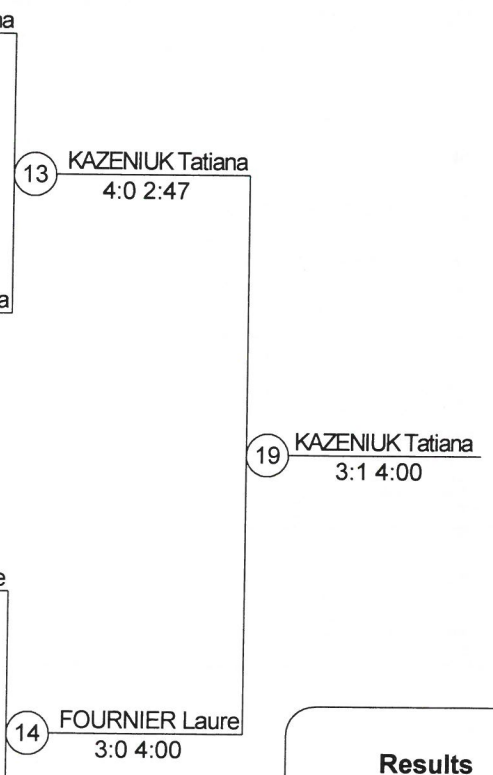 13
KAZENIUK Tatiana
4:0 2:47
19
KAZENIUK Tatiana
3:1 4:00
14
FOURNIER Laure
3:0 4:00
Results